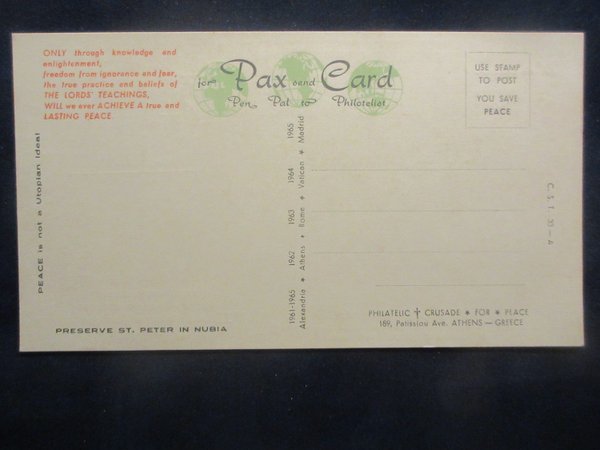 ONLY through knowledge and
enlightenment,
freedom from ignorance and fear,
the true practice and beliefs of
THE LORDS' TEACHINGS,
WILL we ever ACHIEVE A true and
LASTING PEACE.
for Pax and Card
Pen Pal to Philatelist
USE STAMP
TO POST
YOU SAVE
PEACE
PEACE is not a Utopian Ideal
PRESERVE ST. PETER IN NUBIA
1961-1965 1962 1963 1964 1965
Alexandria * Athens * Rome * Vatican * Madrid
C. S. I. 33 - A
PHILATELIC † CRUSADE * FOR * PEACE
189, Patission Ave. ATHENS — GREECE